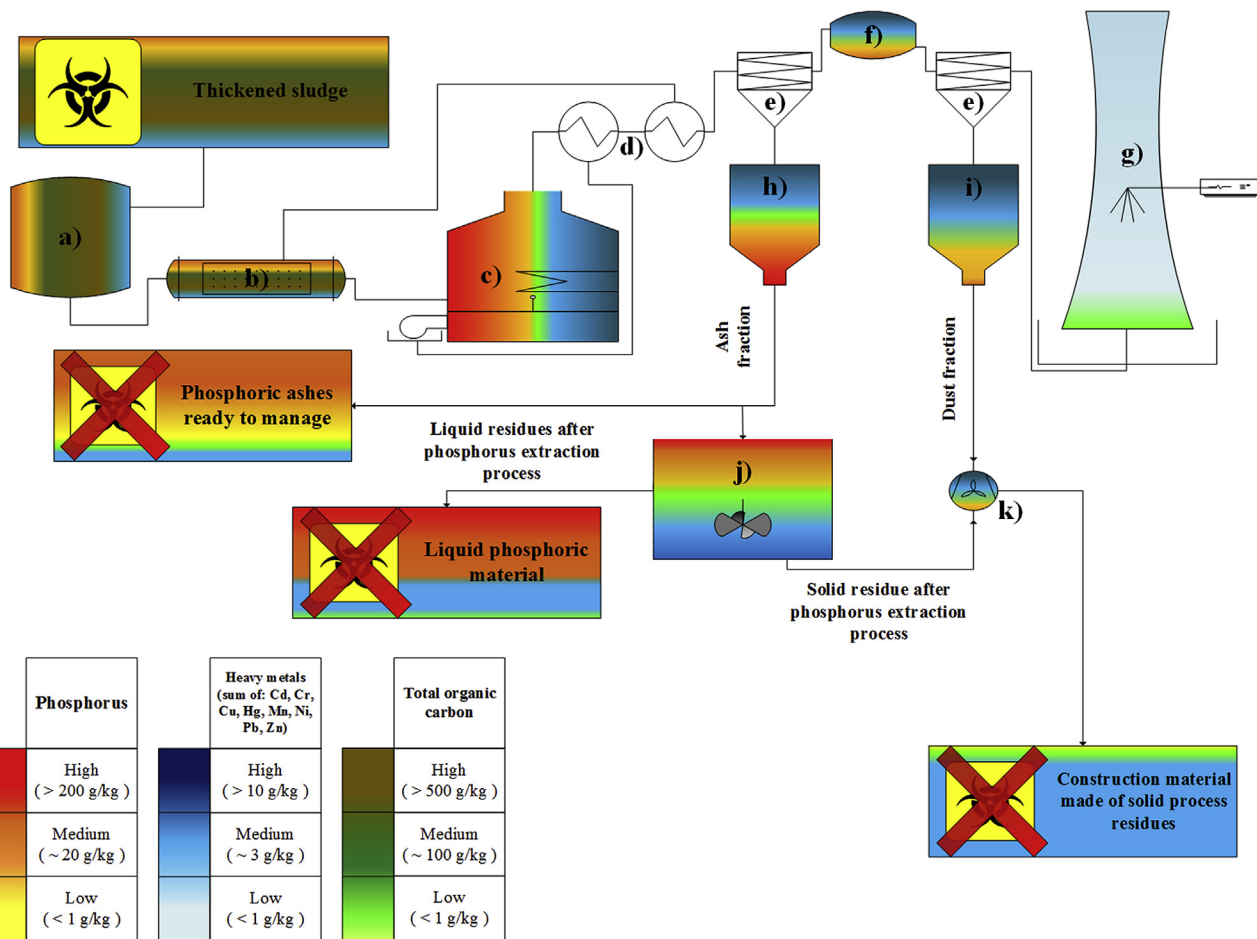 Thickened sludge
a)
b)
c)
d)
e)
f)
e)
g)
h)
i)
Ash
fraction
Dust fraction
Phosphoric ashes
ready to manage
Liquid residues after
phosphorus extraction
process
j)
k)
Liquid phosphoric
material
Solid residue after
phosphorus extraction
process
Construction material
made of solid process
residues
Phosphorus
High
( > 200 g/kg )
Medium
( ~ 20 g/kg )
Low
( < 1 g/kg )
Heavy metals
(sum of: Cd, Cr,
Cu, Hg, Mn, Ni,
Pb, Zn)
High
( > 10 g/kg )
Medium
( ~ 3 g/kg )
Low
( < 1 g/kg )
Total organic
carbon
High
( > 500 g/kg )
Medium
( ~ 100 g/kg )
Low
( < 1 g/kg )